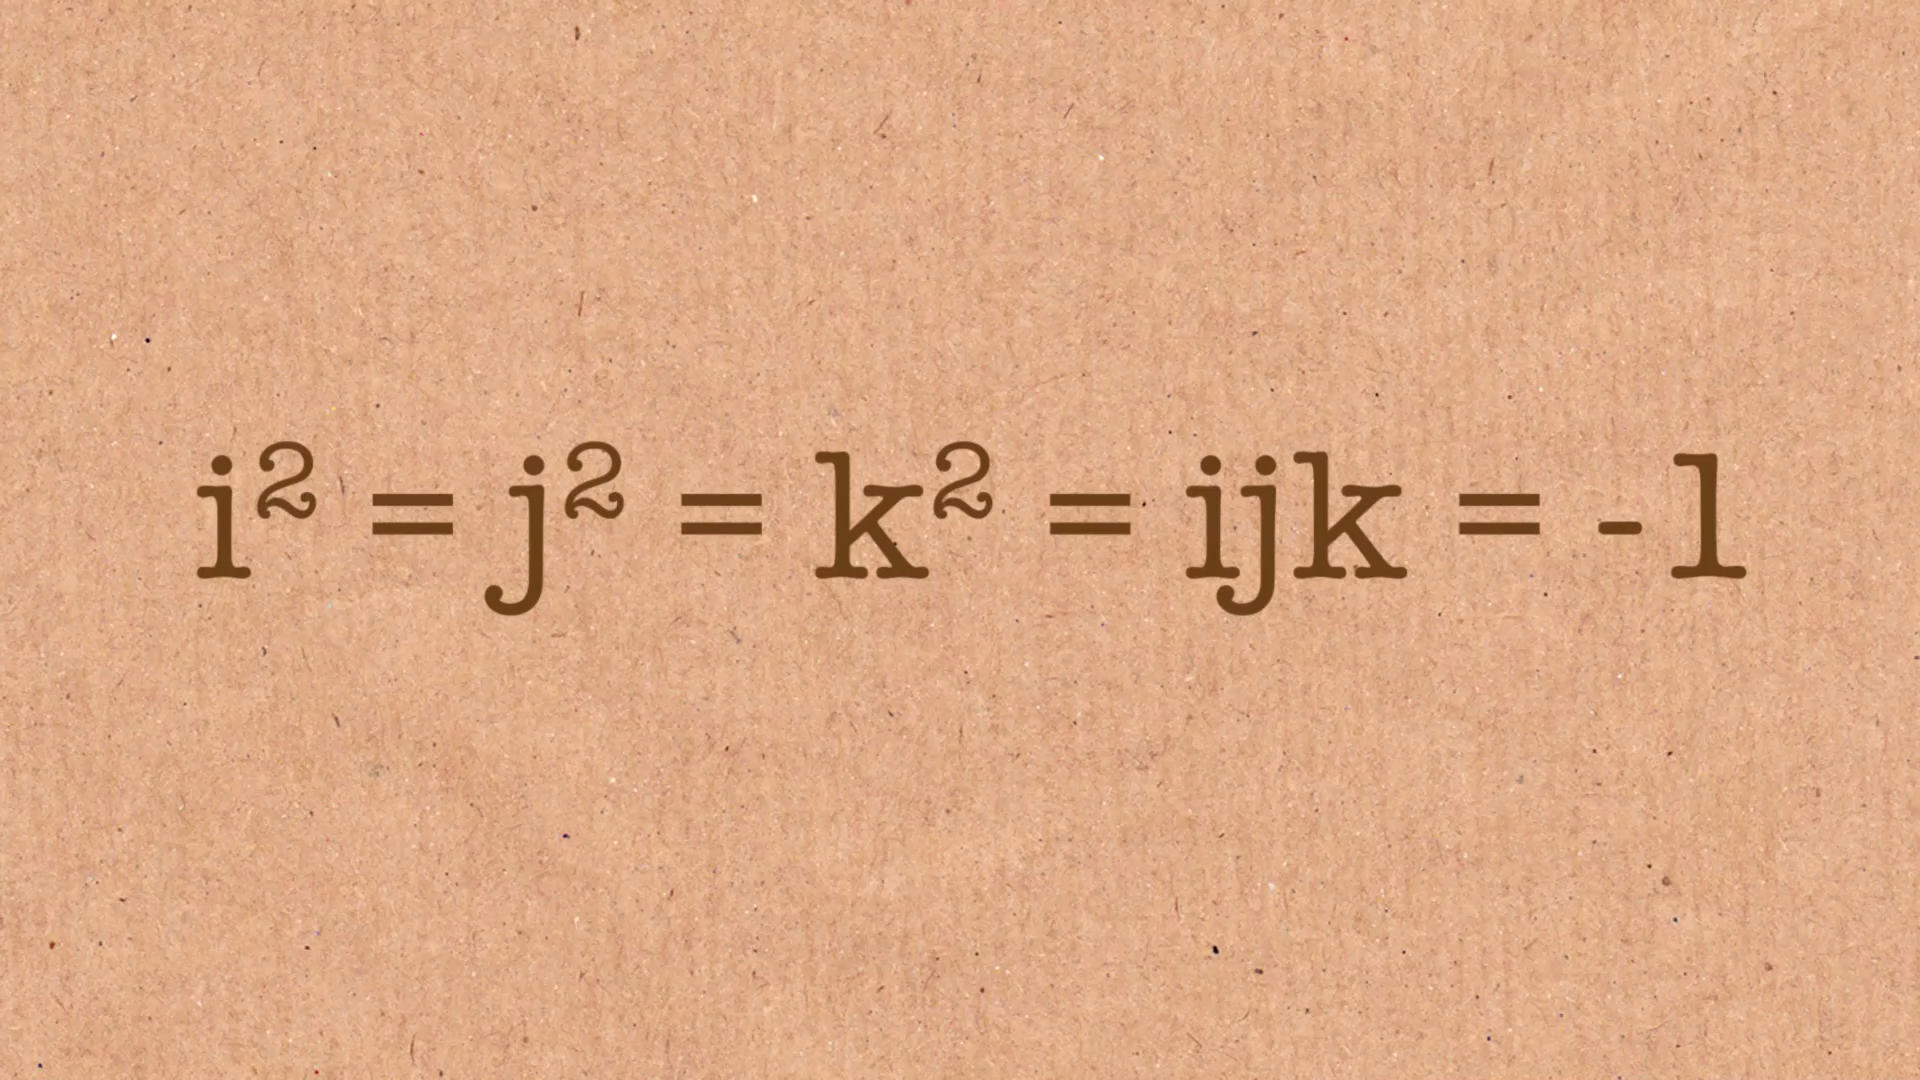 i² = j² = k² = ijk = -1